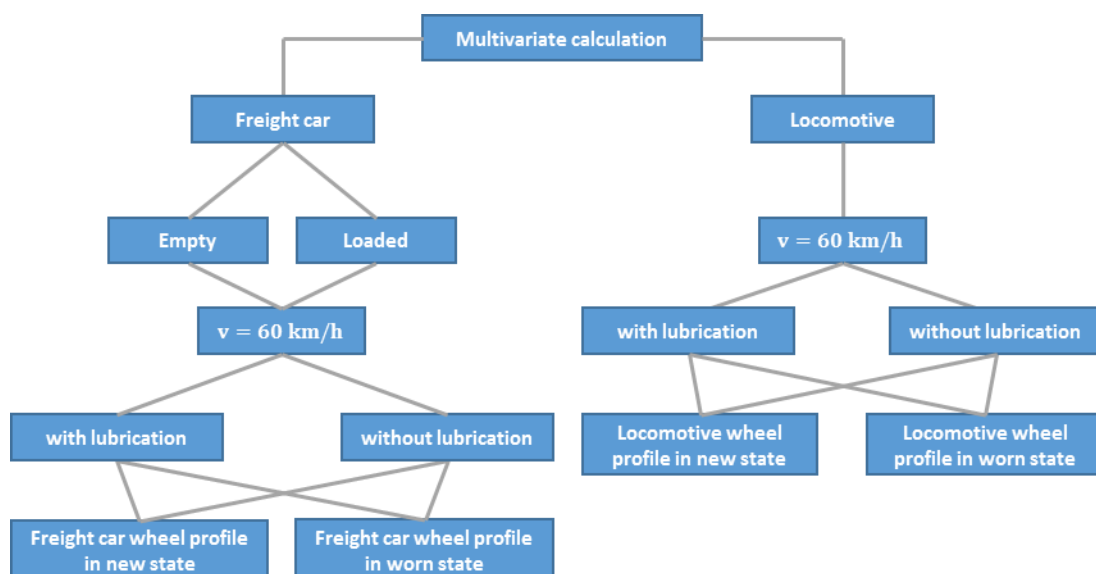 Multivariate calculation
Freight car
Locomotive
Empty
Loaded
v = 60 km/h
v = 60 km/h
with lubrication
without lubrication
with lubrication
without lubrication
Locomotive wheel
profile in new state
Locomotive wheel
profile in worn state
Freight car wheel profile
in new state
Freight car wheel profile
in worn state